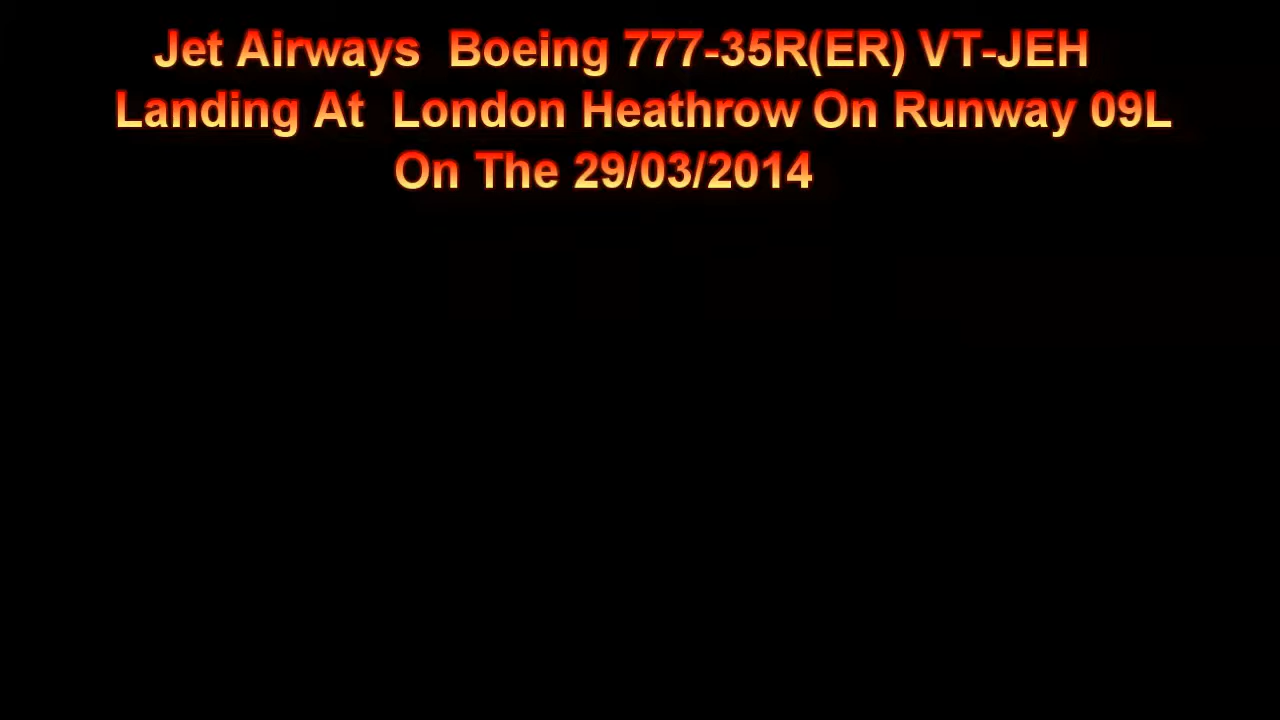 Jet Airways  Boeing 777-35R(ER) VT-JEH
Landing At  London Heathrow On Runway 09L
On The 29/03/2014